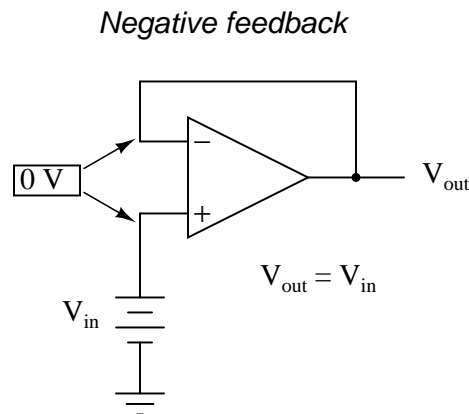 Negative feedback
−
0 V
+
V_out
V_out = V_in
V_in